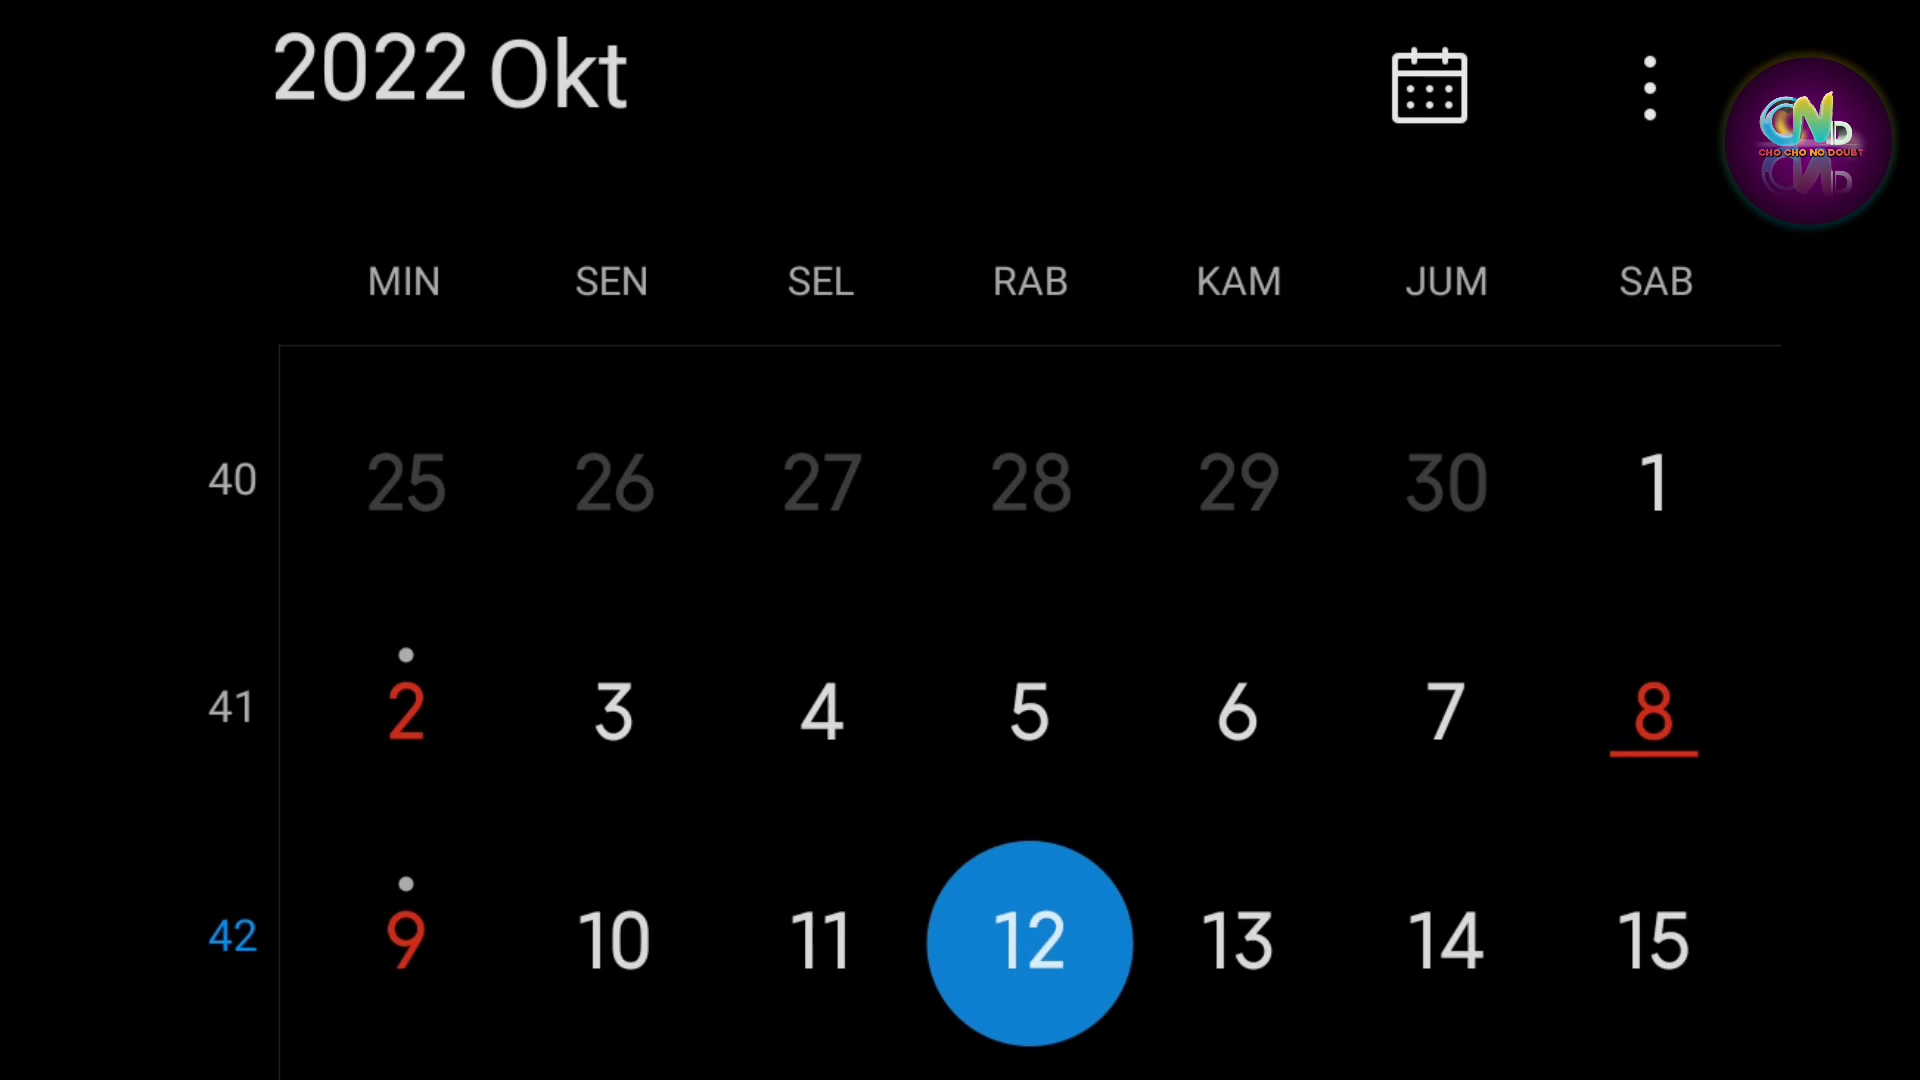 2022 Okt
CND
CHO CHO NO DOUBT
MIN SEN SEL RAB KAM JUM SAB
40 25 26 27 28 29 30 1
41 2 3 4 5 6 7 8
42 9 10 11 12 13 14 15